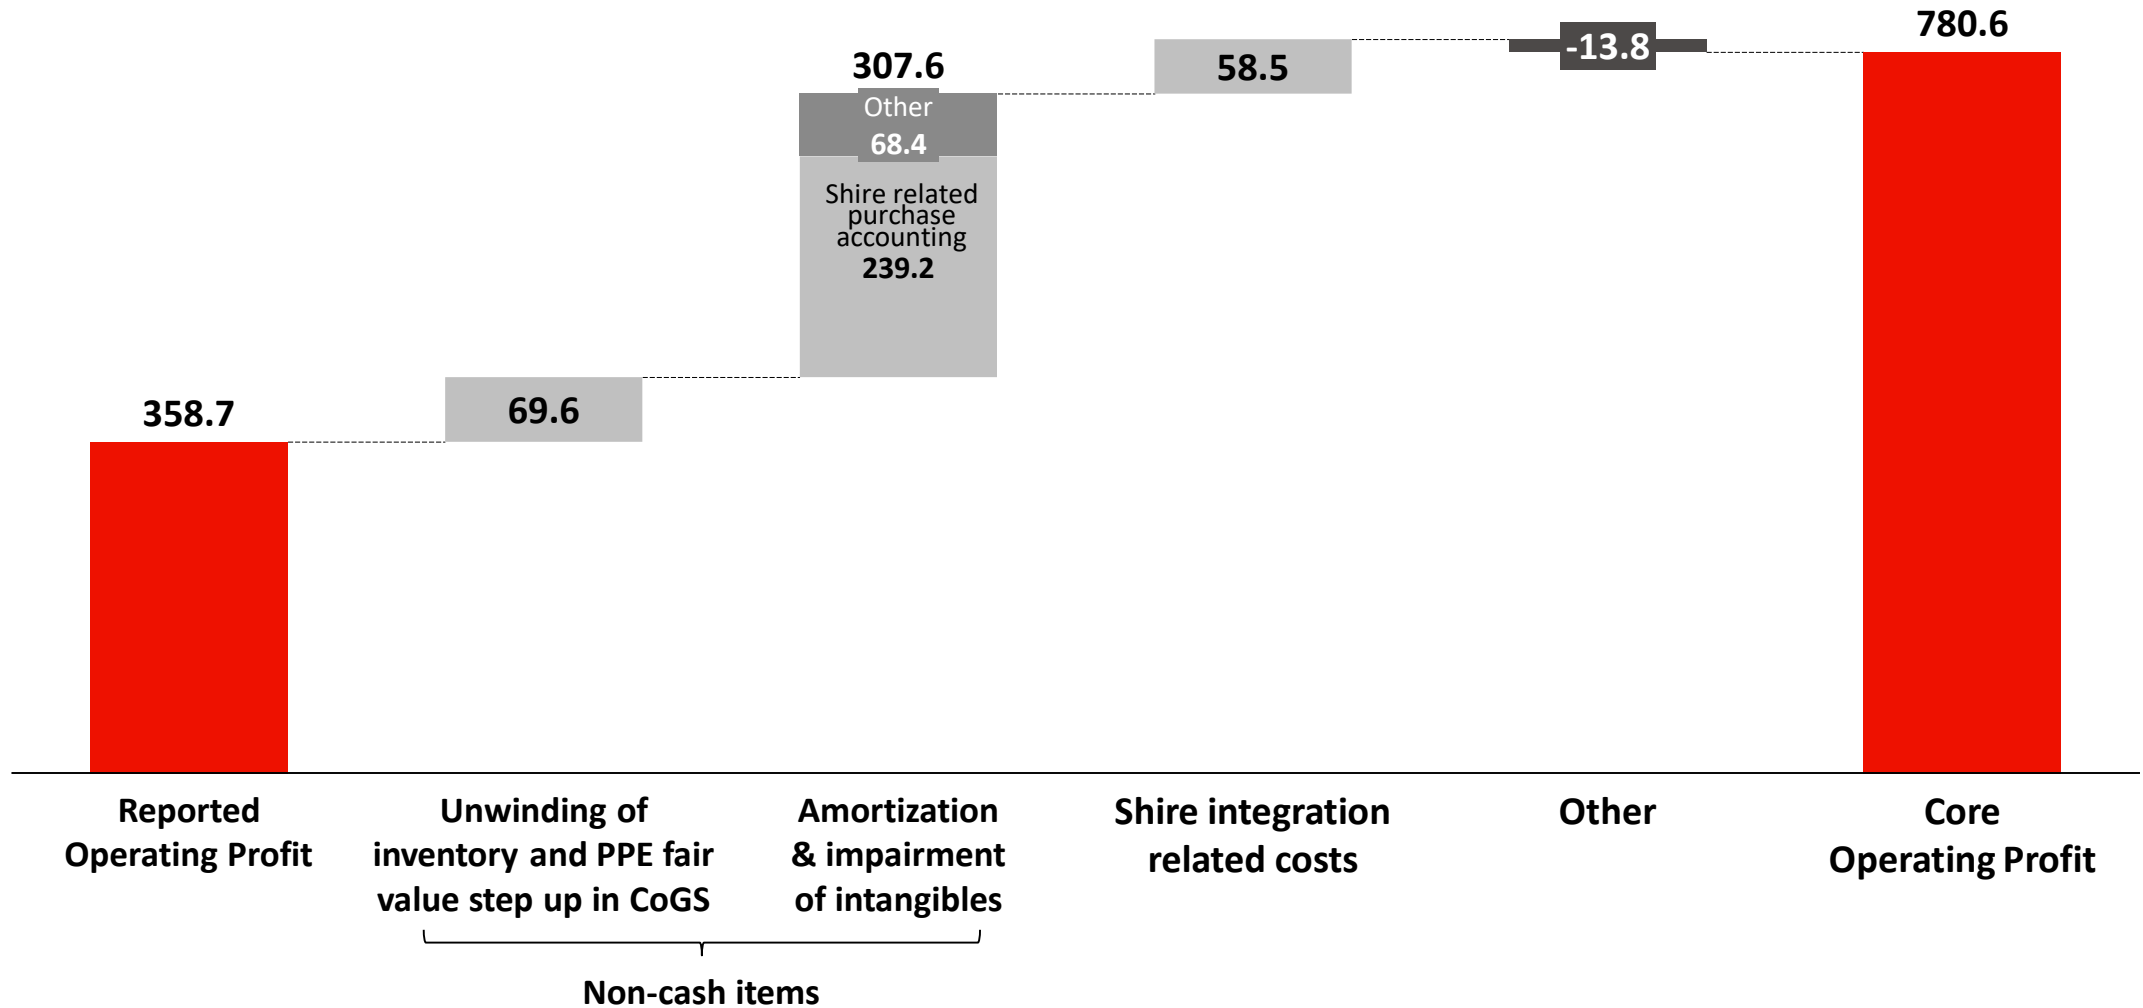 780.6
-13.8
58.5
307.6
Other
68.4
Shire related
purchase
accounting
239.2
69.6
358.7
Reported
Operating Profit
Unwinding of
inventory and PPE fair
value step up in CoGS
Amortization
& impairment
of intangibles
Shire integration
related costs
Other
Core
Operating Profit
Non-cash items